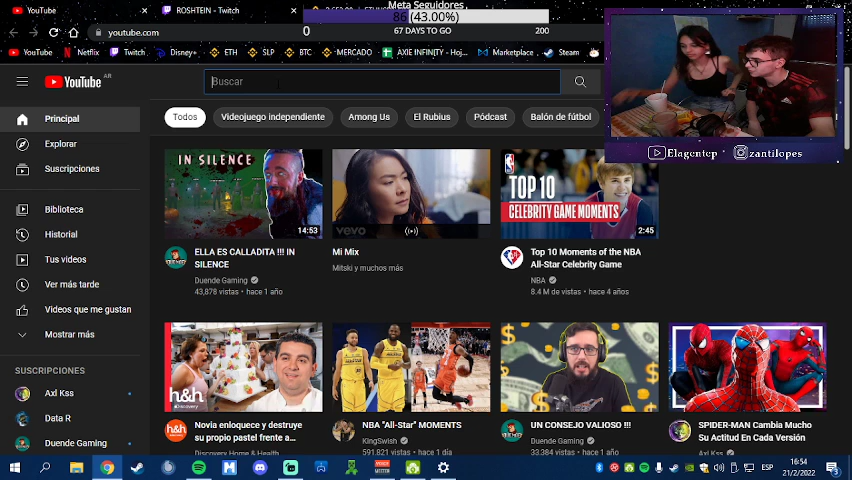 YouTube
ROSHTEIN - Twitch
Meta Seguidores
86 (43.00%)
0
67 DAYS TO GO
200
youtube.com
YouTube
Netflix
Twitch
Disney+
ETH
SLP
BTC
MERCADO
AXIE INFINITY - Hoj...
Marketplace
Steam
YouTube AR
Buscar
Elagentcp
zantilopes
Principal
Explorar
Suscripciones
Biblioteca
Historial
Tus videos
Ver más tarde
Videos que me gustan
Mostrar más
SUSCRIPCIONES
Axl Kss
Data R
Duende Gaming
Todos
Videojuego independiente
Among Us
El Rubius
Pódcast
Balón de fútbol
IN SILENCE
14:53
ELLA ES CALLADITA !!! IN
SILENCE
Duende Gaming
43,878 vistas • hace 1 año
vevo
Mi Mix
Mitski y muchos más
NBA
TOP 10
CELEBRITY GAME MOMENTS
2:45
Top 10 Moments of the NBA
All-Star Celebrity Game
NBA
8.4 M de vistas • hace 4 años
h&h
discovery
h&h
Novia enloquece y destruye
su propio pastel frente a...
Discovery Home & Health
NBA "All-Star" MOMENTS
KingSwish
591,821 vistas • hace 1 día
UN CONSEJO VALIOSO !!!
Duende Gaming
33,384 vistas • hace 1 año
SPIDER-MAN Cambia Mucho
Su Actitud En Cada Versión
Axl Kss
ESP
16:54
21/2/2022